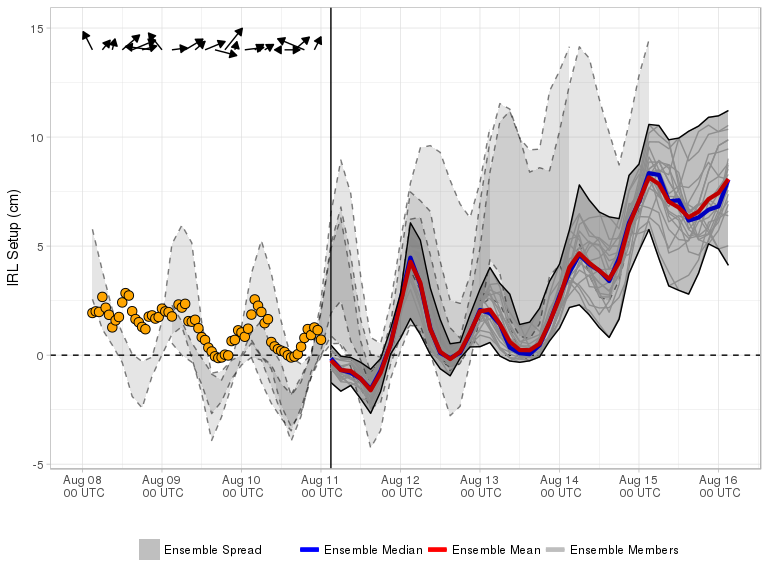 IRL Setup (cm)
15
10
5
0
-5
Aug 08 Aug 09 Aug 10 Aug 11 Aug 12 Aug 13 Aug 14 Aug 15 Aug 16
00 UTC 00 UTC 00 UTC 00 UTC 00 UTC 00 UTC 00 UTC 00 UTC 00 UTC
Ensemble Spread Ensemble Median Ensemble Mean Ensemble Members